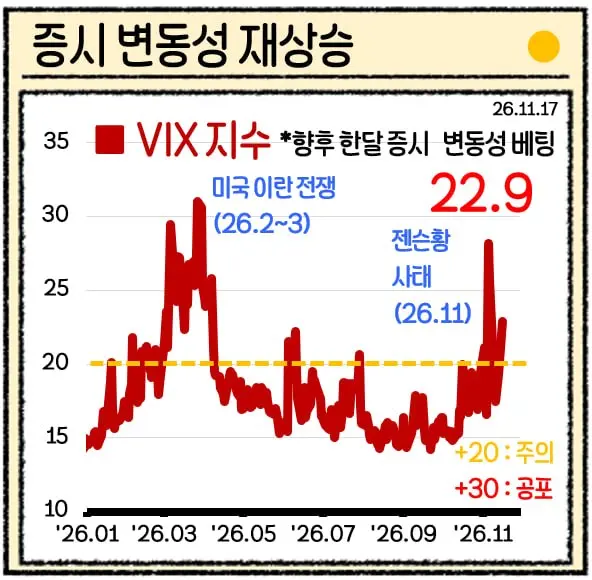 증시 변동성 재상승
26.11.17
VIX 지수 *향후 한달 증시 변동성 베팅
22.9
미국 이란 전쟁
(26.2~3)
젠슨황
사태
(26.11)
35
30
25
20
15
10
+20 : 주의
+30 : 공포
'26.01 '26.03 '26.05 '26.07 '26.09 '26.11